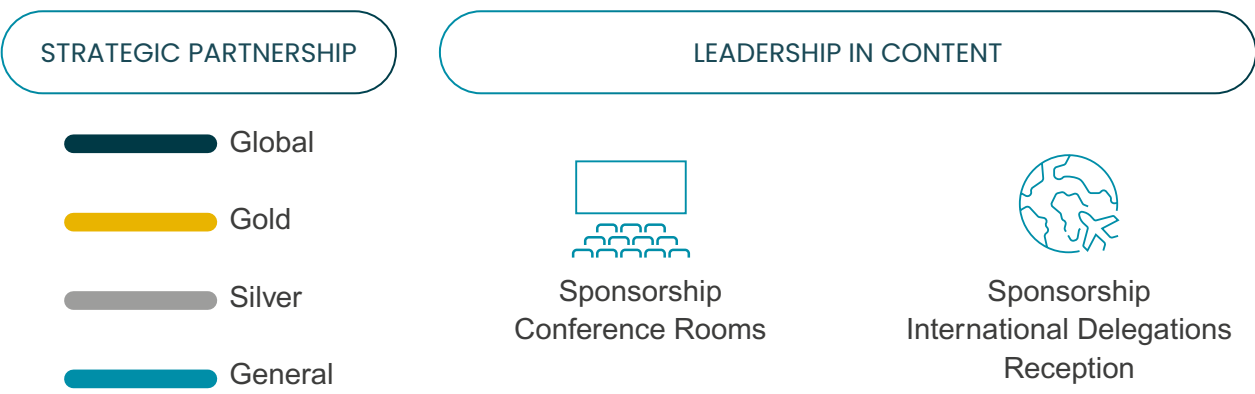 STRATEGIC PARTNERSHIP
Global
Gold
Silver
General
LEADERSHIP IN CONTENT
Sponsorship
Conference Rooms
Sponsorship
International Delegations
Reception